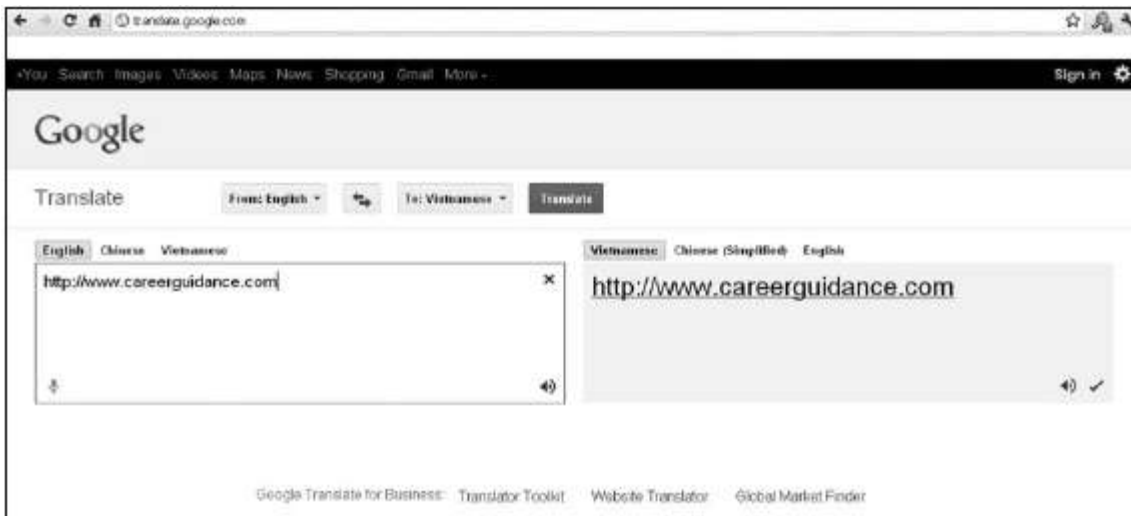 translate.google.com
+You Search Images Videos Maps News Shopping Gmail More
Sign in
Google
Translate
From: English
To: Vietnamese
Translate
English Chinese Vietnamese
Vietnamese Chinese (Simplified) English
http://www.careerguidance.com
http://www.careerguidance.com
Google Translate for Business: Translator Toolkit Website Translator Global Market Finder